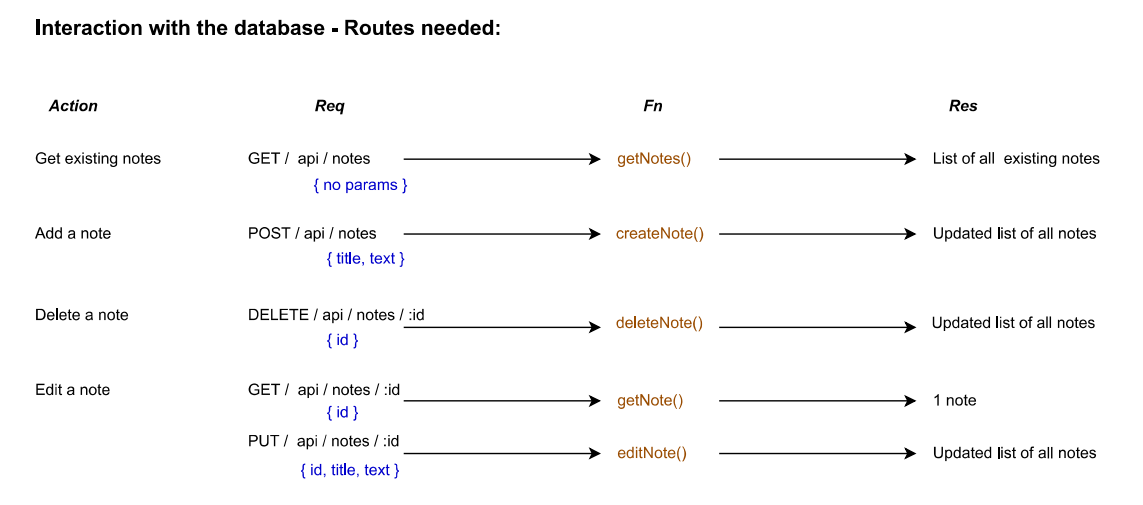 Interaction with the database - Routes needed:
Action Req Fn Res
Get existing notes GET / api / notes getNotes() List of all existing notes
{ no params }
Add a note POST / api / notes createNote() Updated list of all notes
{ title, text }
Delete a note DELETE / api / notes / :id deleteNote() Updated list of all notes
{ id }
Edit a note GET / api / notes / :id getNote() 1 note
{ id }
PUT / api / notes / :id editNote() Updated list of all notes
{ id, title, text }